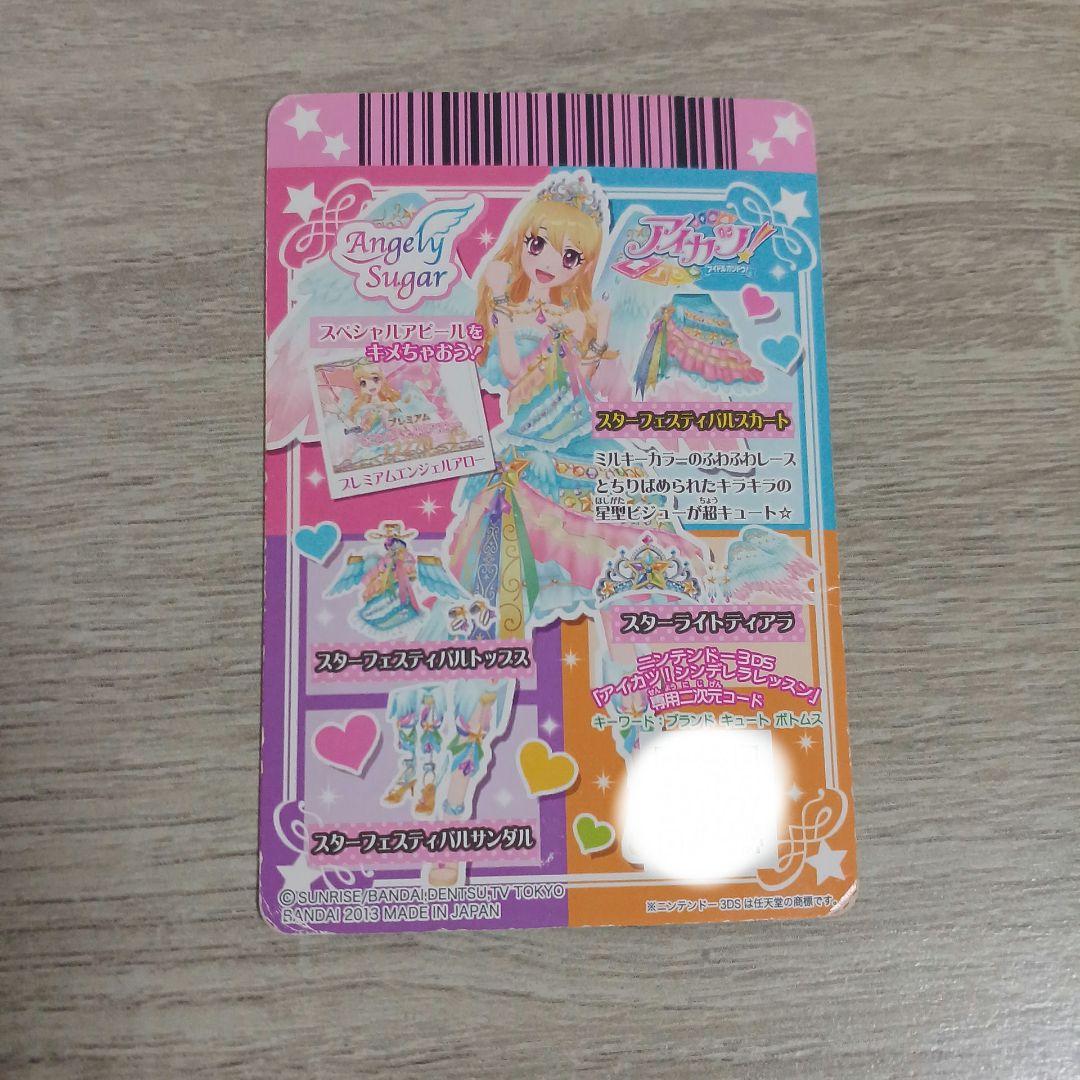 Angely
Sugar
アイカツ!
アイドルカツドウ!
スペシャルアピールを
キメちゃおう!
プレミアム
プレミアムエンジェルアロー
スターフェスティバルスカート
ミルキーカラーのふわふわレース
とちりばめられたキラキラの
星型ビジューが超キュート☆
ほしがた
ちょう
スターフェスティバルトップス
スターライトティアラ
ニンテンドー3DS
「アイカツ!シンデレラレッスン」
専用二次元コード
キーワード:ブランド キュート ボトムス
スターフェスティバルサンダル
©SUNRISE/BANDAI,DENTSU,TV TOKYO
BANDAI 2013 MADE IN JAPAN
※ニンテンドー3DSは任天堂の商標です。